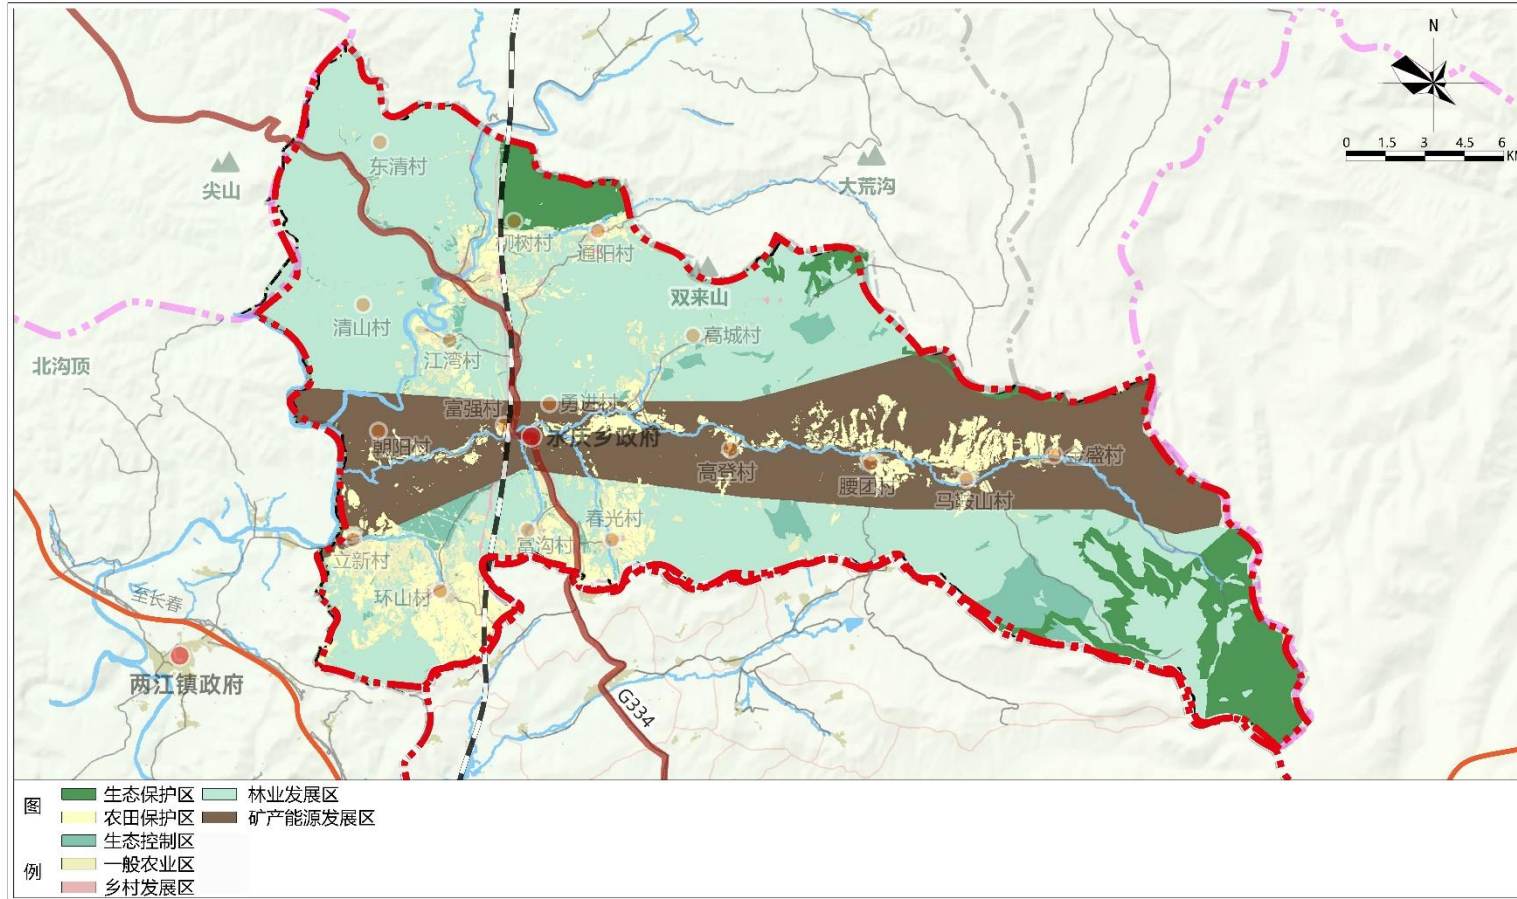 N
0 1.5 3 4.5 6
KM
东清村
尖山
大荒沟
柳树村
通阳村
双来山
清山村
高城村
江湾村
北沟顶
富强村
勇进村
永庆乡政府
朝阳村
金盛村
高登村
腰团村
马鞍山村
春光村
富沟村
立新村
环山村
至长春
两江镇政府
G334
图例
生态保护区 林业发展区
农田保护区 矿产能源发展区
生态控制区
一般农业区
乡村发展区